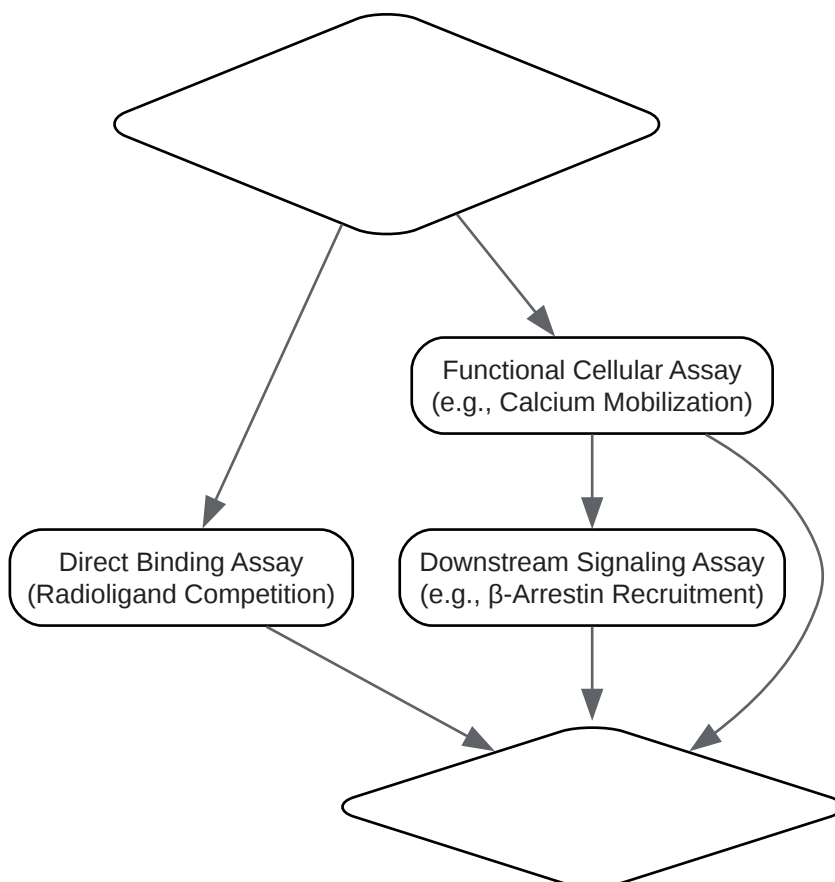 Functional Cellular Assay
(e.g., Calcium Mobilization)
Direct Binding Assay
(Radioligand Competition)
Downstream Signaling Assay
(e.g., β-Arrestin Recruitment)